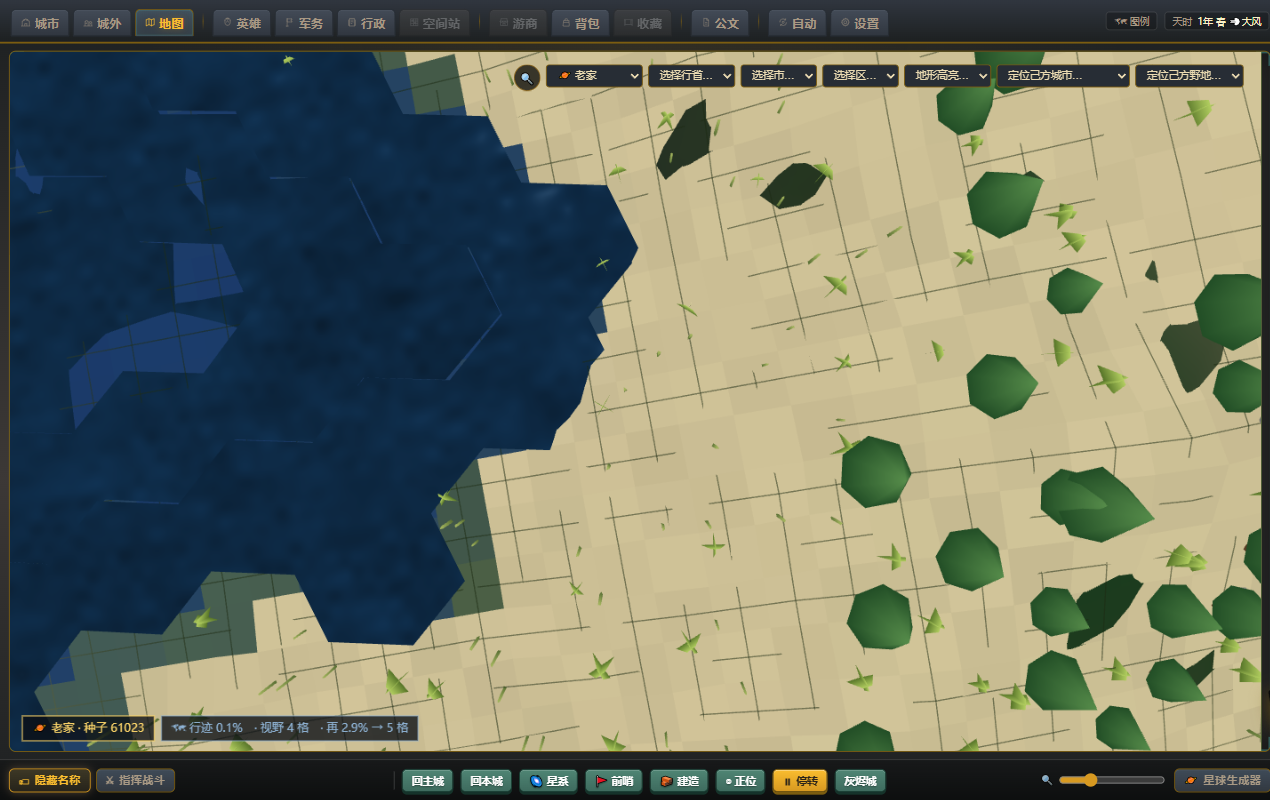 城市 城外 地图 英雄 军务 行政 空间站 游商 背包 收藏 公文 自动 设置 图例 天时 1年 春 大风
老家 选择行首... 选择市... 选择区... 地形高亮... 定位己方城市... 定位己方野地...
老家 · 种子 61023 行迹 0.1% · 视野 4 格 · 再 2.9% → 5 格
隐藏名称 指挥战斗 回主城 回本城 星系 前哨 建造 正位 停转 友好城 星球生成器